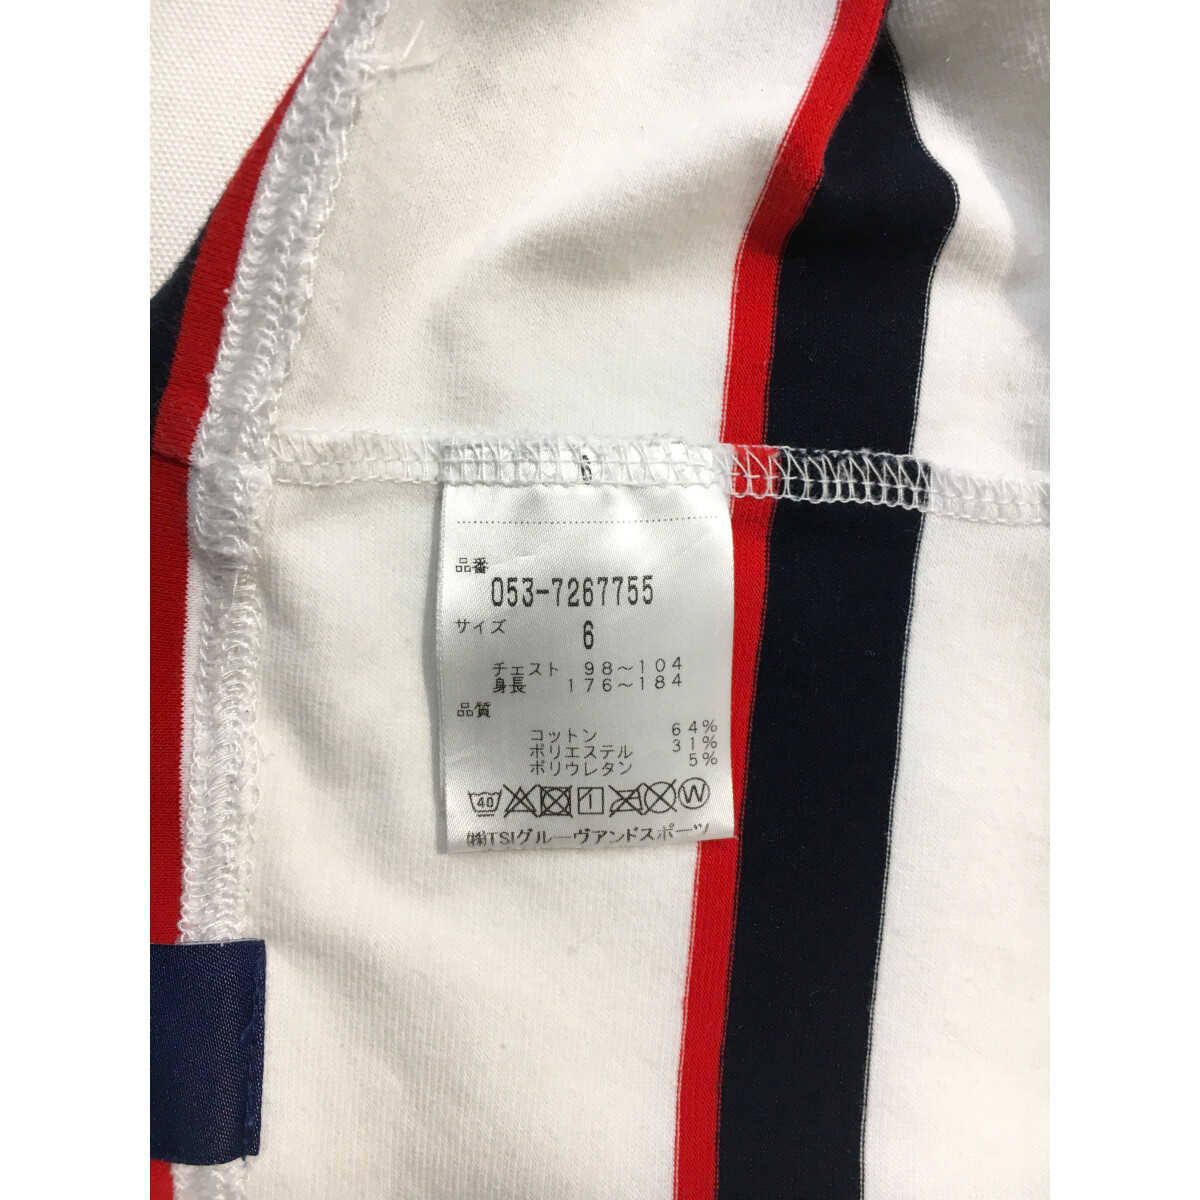 品番
053-7267755
サイズ
6
チェスト 98～104
身長 176～184
品質
コットン 64%
ポリエステル 31%
ポリウレタン 5%
40 W
㈱TSIグルーヴアンドスポーツ